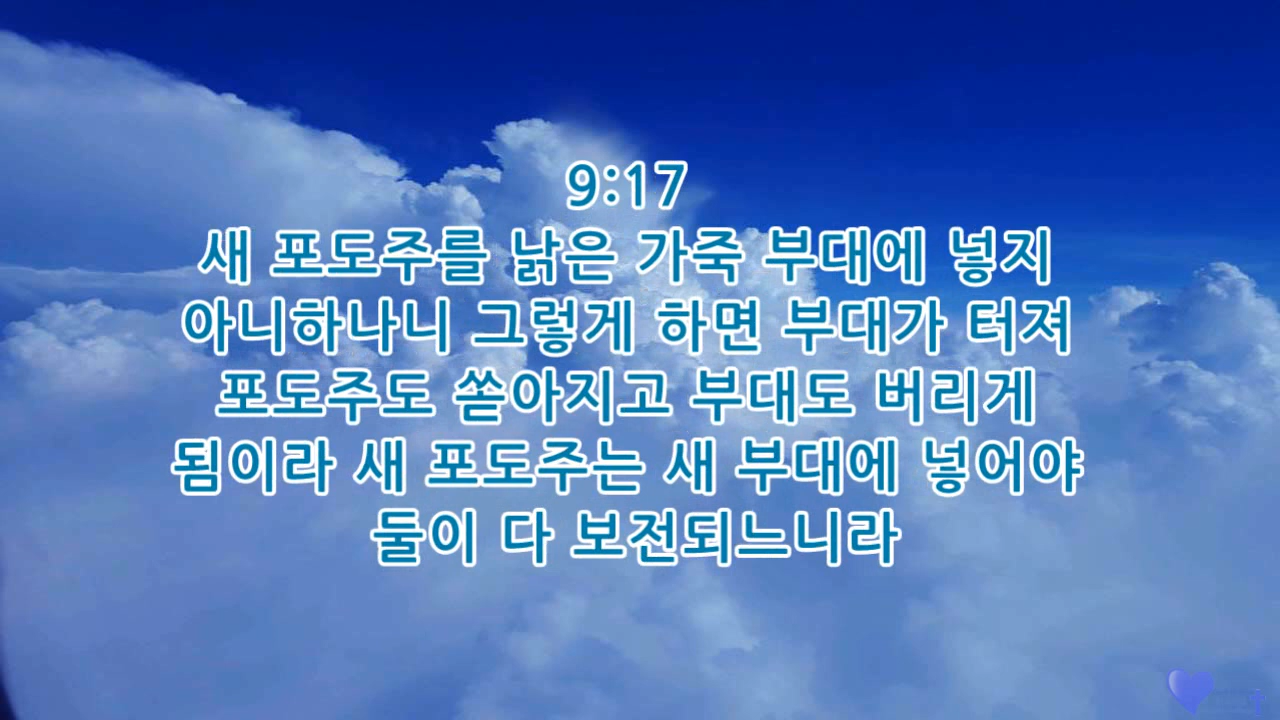 9:17
새 포도주를 낡은 가죽 부대에 넣지
아니하나니 그렇게 하면 부대가 터져
포도주도 쏟아지고 부대도 버리게
됨이라 새 포도주는 새 부대에 넣어야
둘이 다 보전되느니라